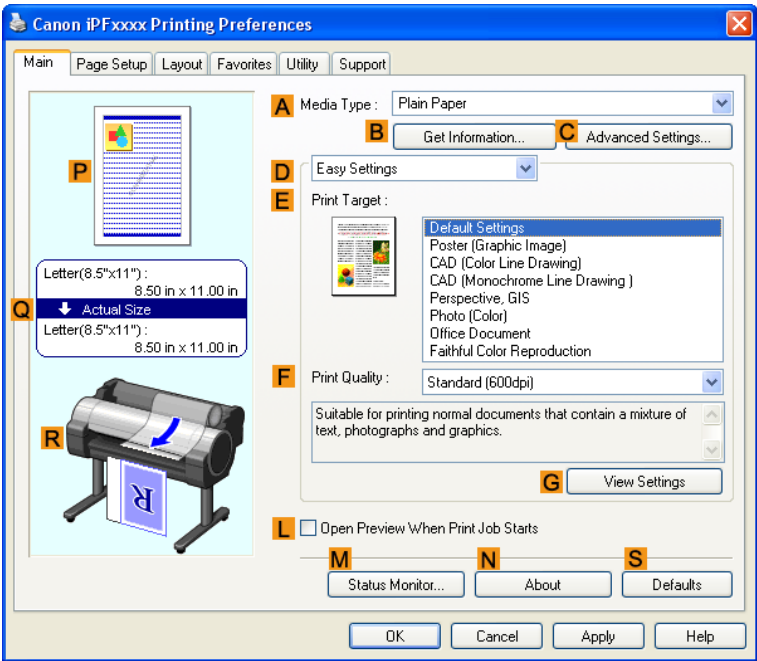 Canon iPFxxxx Printing Preferences
Main Page Setup Layout Favorites Utility Support
A Media Type : Plain Paper
B Get Information... C Advanced Settings...
P
D Easy Settings
E Print Target :
Default Settings
Poster (Graphic Image)
CAD (Color Line Drawing)
CAD (Monochrome Line Drawing )
Perspective, GIS
Photo (Color)
Office Document
Faithful Color Reproduction
Letter(8.5"x11") :
8.50 in x 11.00 in
Q Actual Size
Letter(8.5"x11") :
8.50 in x 11.00 in
F Print Quality : Standard (600dpi)
Suitable for printing normal documents that contain a mixture of
text, photographs and graphics.
R
R
G View Settings
L Open Preview When Print Job Starts
M Status Monitor... N About S Defaults
OK Cancel Apply Help